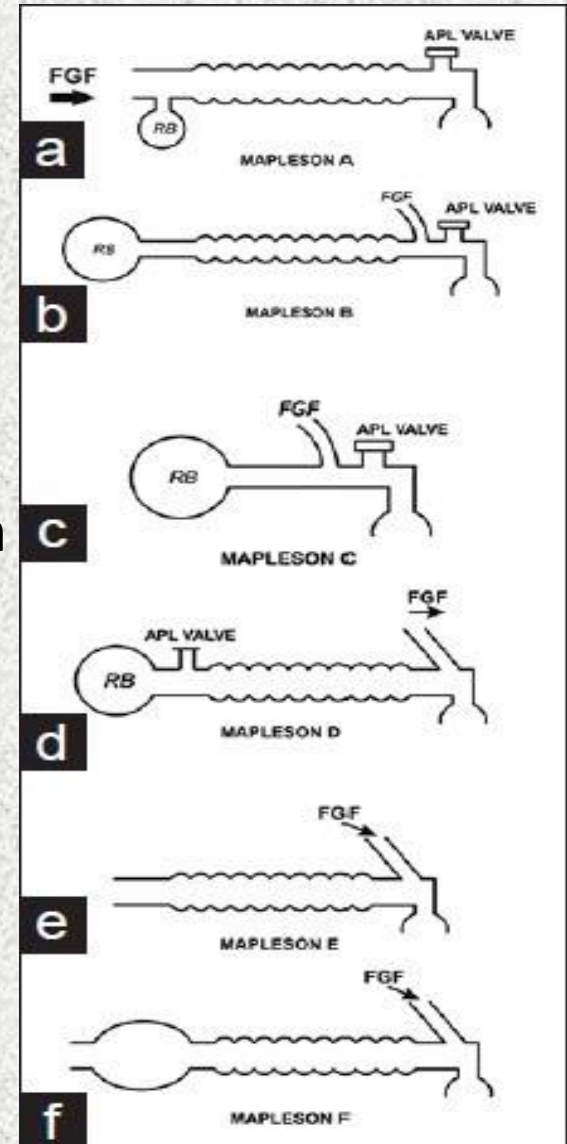 APL VALVE
FGF
RB
a
MAPLESON A
FGF
APL VALVE
RB
b
MAPLESON B
FGF
APL VALVE
RB
n
c
MAPLESON C
FGF
APL VALVE
RB
d
MAPLESON D
FGF
e
MAPLESON E
FGF
f
MAPLESON F